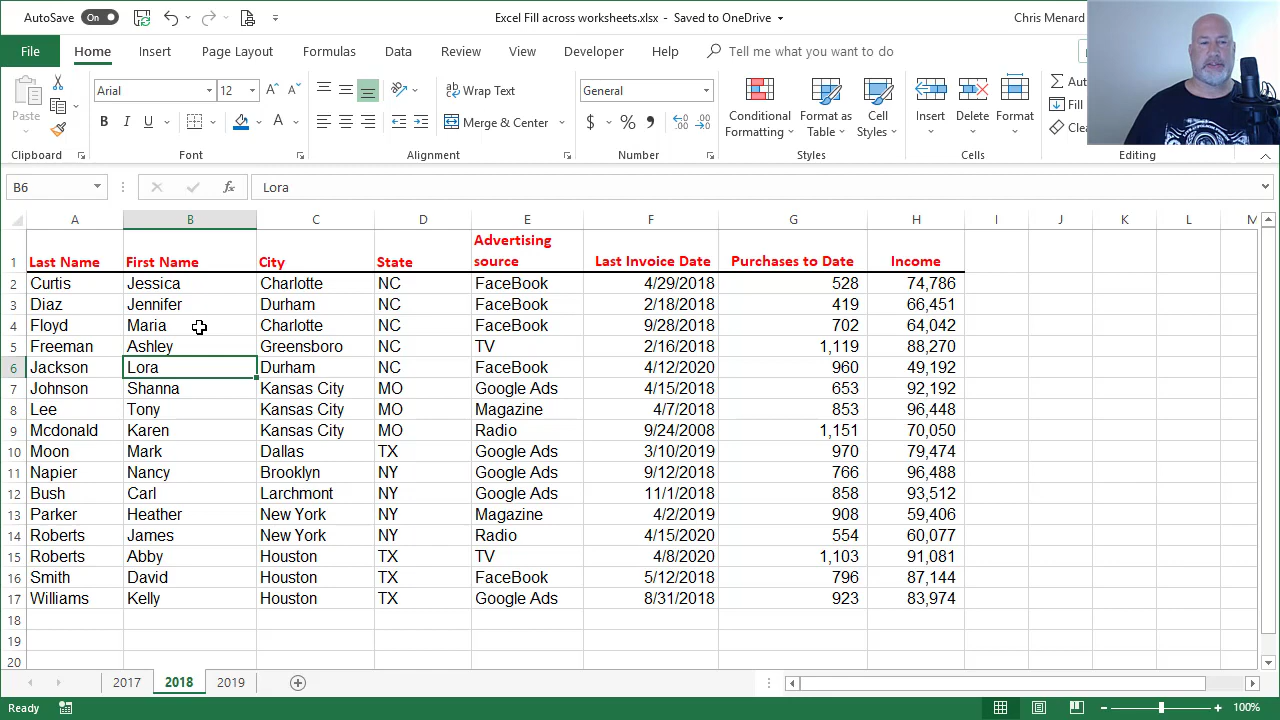 AutoSave On Excel Fill across worksheets.xlsx - Saved to OneDrive Chris Menard
File Home Insert Page Layout Formulas Data Review View Developer Help Tell me what you want to do
Paste Arial 12 Wrap Text General Conditional Formatting Format as Table Cell Styles Insert Delete Format Fill
B I U Merge & Center $ %
Clipboard Font Alignment Number Styles Cells Editing
B6 fx Lora
A B C D E F G H I J K L M
1 Last Name First Name City State Advertising source Last Invoice Date Purchases to Date Income
2 Curtis Jessica Charlotte NC FaceBook 4/29/2018 528 74,786
3 Diaz Jennifer Durham NC FaceBook 2/18/2018 419 66,451
4 Floyd Maria Charlotte NC FaceBook 9/28/2018 702 64,042
5 Freeman Ashley Greensboro NC TV 2/16/2018 1,119 88,270
6 Jackson Lora Durham NC FaceBook 4/12/2020 960 49,192
7 Johnson Shanna Kansas City MO Google Ads 4/15/2018 653 92,192
8 Lee Tony Kansas City MO Magazine 4/7/2018 853 96,448
9 Mcdonald Karen Kansas City MO Radio 9/24/2008 1,151 70,050
10 Moon Mark Dallas TX Google Ads 3/10/2019 970 79,474
11 Napier Nancy Brooklyn NY Google Ads 9/12/2018 766 96,488
12 Bush Carl Larchmont NY Google Ads 11/1/2018 858 93,512
13 Parker Heather New York NY Magazine 4/2/2019 908 59,406
14 Roberts James New York NY Radio 4/15/2020 554 60,077
15 Roberts Abby Houston TX TV 4/8/2020 1,103 91,081
16 Smith David Houston TX FaceBook 5/12/2018 796 87,144
17 Williams Kelly Houston TX Google Ads 8/31/2018 923 83,974
18
19
20
2017 2018 2019
Ready 100%